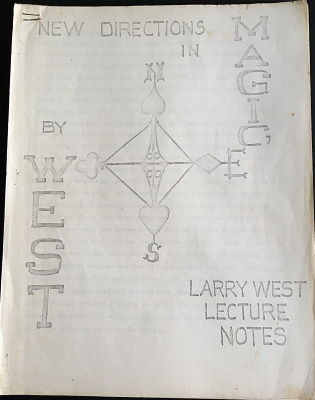 NEW DIRECTIONS
IN
MAGIC
BY
WEST
N
E
S
LARRY WEST
LECTURE
NOTES